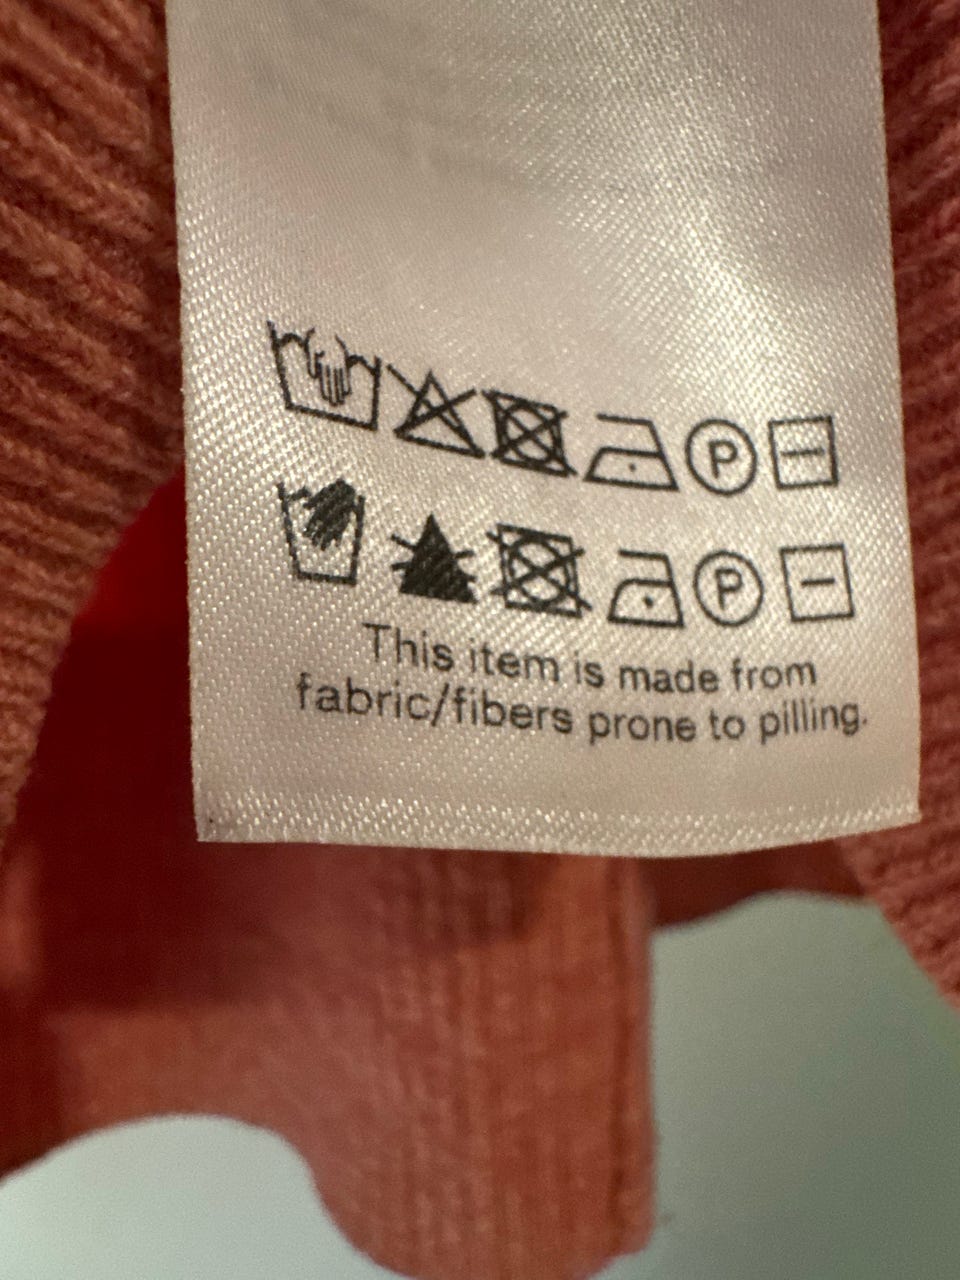 P
P
This item is made from
fabric/fibers prone to pilling.